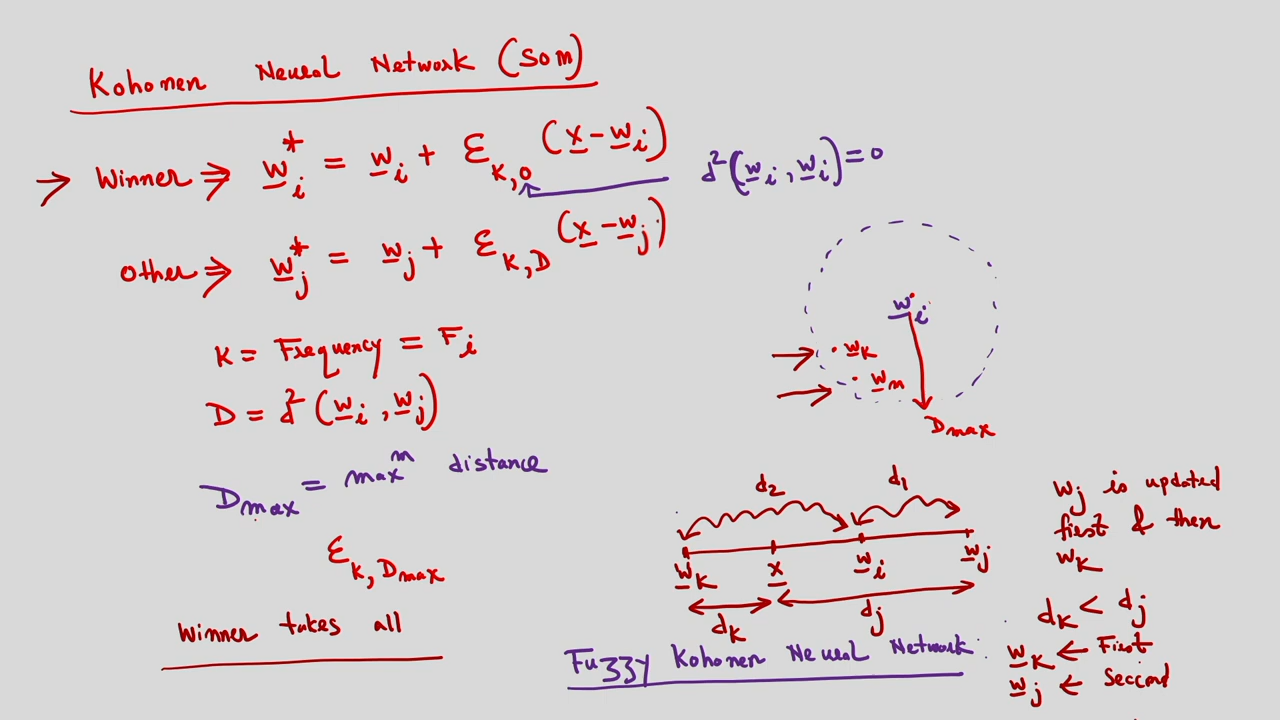 Kohonen Neural Network (SOM)
→ Winner ⇒ w*i = wi + εK,0 (x - wi)
d²(wi, wi) = 0
Other ⇒ w*j = wj + εK,D (x - wj)
K = Frequency = Fi
D = d²(wi, wj)
Dmax = maxᵐ distance
εK,Dmax
Winner takes all
wi
→ · wK
→ · wm
Dmax
d2 d1
wK x wi wj
dK dj
wj is updated
first & then
wK
dK < dj
wK ← First
wj ← Second
Fuzzy Kohonen Neural Network